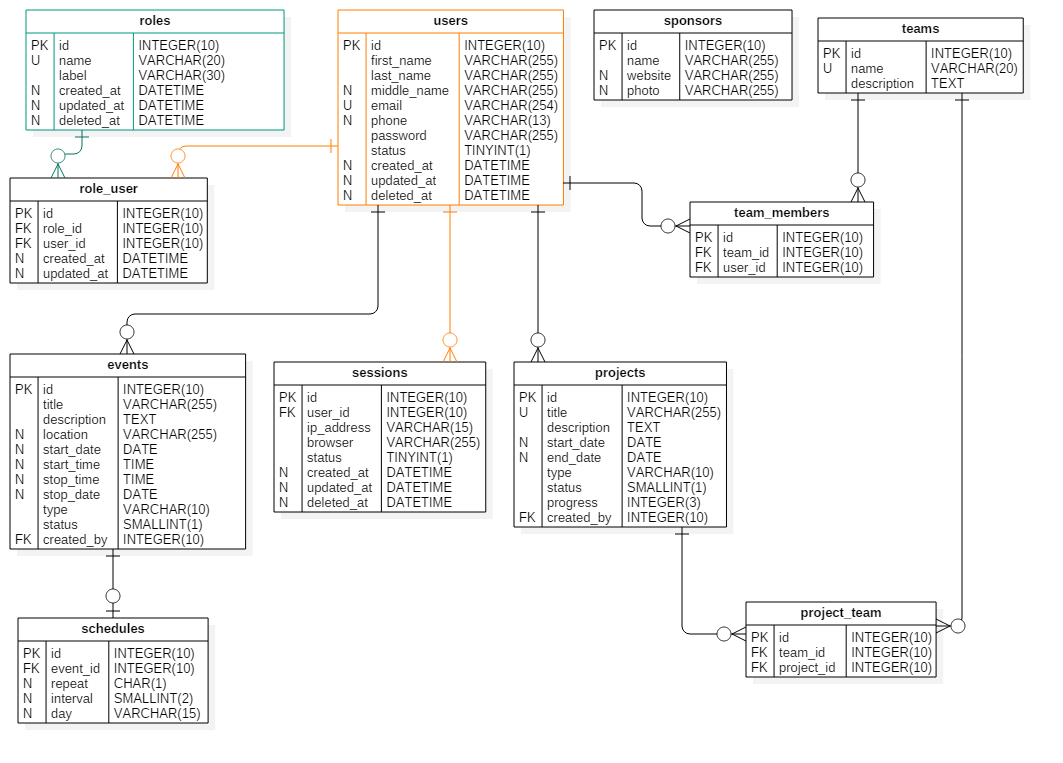 roles
PK id INTEGER(10)
U name VARCHAR(20)
label VARCHAR(30)
N created_at DATETIME
N updated_at DATETIME
N deleted_at DATETIME
users
PK id INTEGER(10)
first_name VARCHAR(255)
last_name VARCHAR(255)
N middle_name VARCHAR(255)
U email VARCHAR(254)
N phone VARCHAR(13)
password VARCHAR(255)
status TINYINT(1)
N created_at DATETIME
N updated_at DATETIME
N deleted_at DATETIME
sponsors
PK id INTEGER(10)
name VARCHAR(255)
N website VARCHAR(255)
N photo VARCHAR(255)
teams
PK id INTEGER(10)
U name VARCHAR(20)
description TEXT
role_user
PK id INTEGER(10)
FK role_id INTEGER(10)
FK user_id INTEGER(10)
N created_at DATETIME
N updated_at DATETIME
team_members
PK id INTEGER(10)
FK team_id INTEGER(10)
FK user_id INTEGER(10)
events
PK id INTEGER(10)
title VARCHAR(255)
description TEXT
N location VARCHAR(255)
N start_date DATE
N start_time TIME
N stop_time TIME
N stop_date DATE
type VARCHAR(10)
status SMALLINT(1)
FK created_by INTEGER(10)
sessions
PK id INTEGER(10)
FK user_id INTEGER(10)
ip_address VARCHAR(15)
browser VARCHAR(255)
status TINYINT(1)
N created_at DATETIME
N updated_at DATETIME
N deleted_at DATETIME
projects
PK id INTEGER(10)
U title VARCHAR(255)
description TEXT
N start_date DATE
N end_date DATE
type VARCHAR(10)
status SMALLINT(1)
progress INTEGER(3)
FK created_by INTEGER(10)
schedules
PK id INTEGER(10)
FK event_id INTEGER(10)
N repeat CHAR(1)
N interval SMALLINT(2)
N day VARCHAR(15)
project_team
PK id INTEGER(10)
FK team_id INTEGER(10)
FK project_id INTEGER(10)